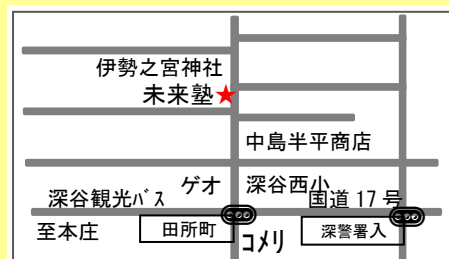 伊勢之宮神社
未来塾★
中島半平商店
ゲオ
深谷西小
深谷観光バス
国道17号
至本庄
田所町
コメリ
深警署入